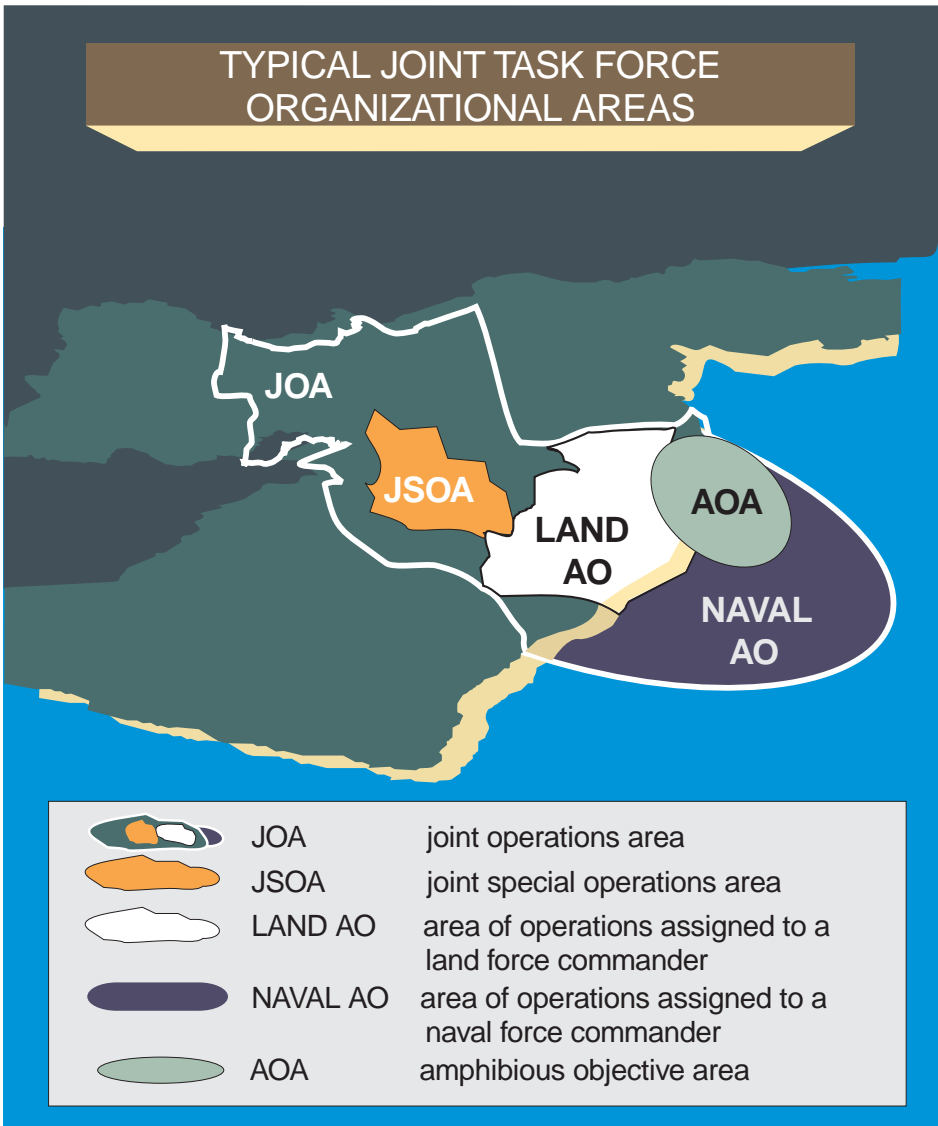 TYPICAL JOINT TASK FORCE
ORGANIZATIONAL AREAS
JOA
JSOA
LAND
AO
AOA
NAVAL
AO
JOA joint operations area
JSOA joint special operations area
LAND AO area of operations assigned to a
land force commander
NAVAL AO area of operations assigned to a
naval force commander
AOA amphibious objective area